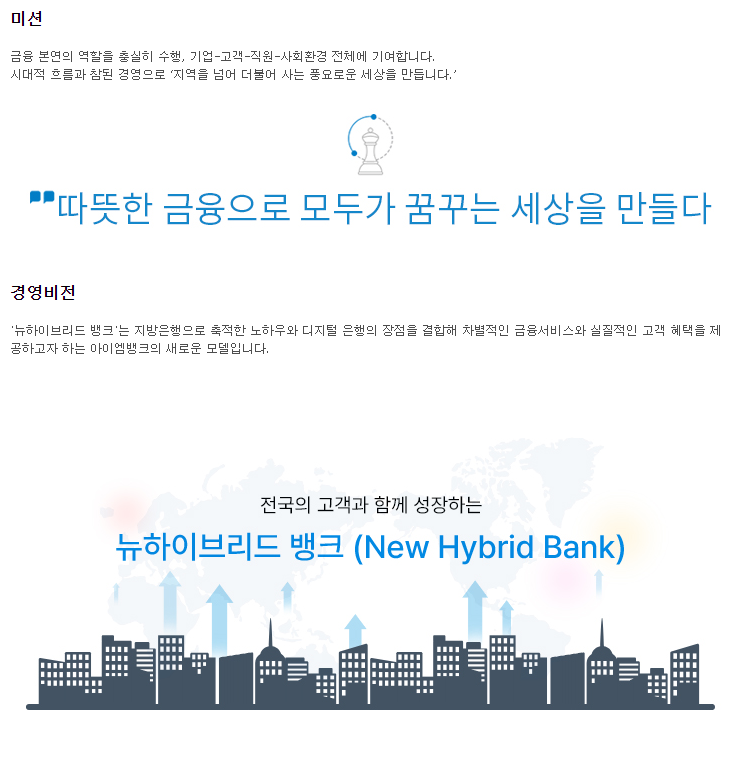 미션
금융 본연의 역할을 충실히 수행, 기업-고객-직원-사회환경 전체에 기여합니다.
시대적 흐름과 참된 경영으로 ‘지역을 넘어 더불어 사는 풍요로운 세상을 만듭니다.’
❝따뜻한 금융으로 모두가 꿈꾸는 세상을 만들다
경영비전
'뉴하이브리드 뱅크'는 지방은행으로 축적한 노하우와 디지털 은행의 장점을 결합해 차별적인 금융서비스와 실질적인 고객 혜택을 제
공하고자 하는 아이엠뱅크의 새로운 모델입니다.
전국의 고객과 함께 성장하는
뉴하이브리드 뱅크 (New Hybrid Bank)